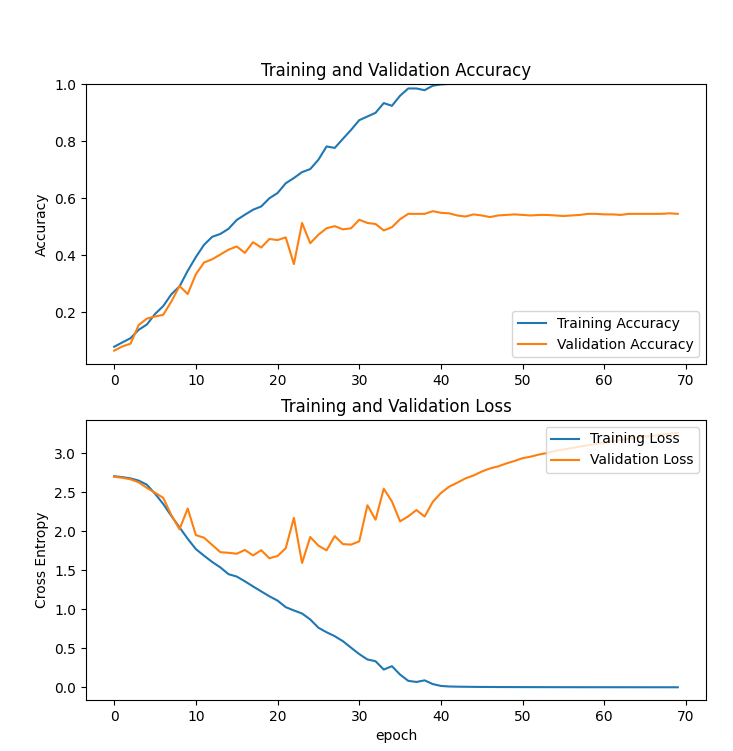 Training and Validation Accuracy
Accuracy
1.0
0.8
0.6
0.4
0.2
Training Accuracy
Validation Accuracy
0 10 20 30 40 50 60 70
Training and Validation Loss
Cross Entropy
3.0
2.5
2.0
1.5
1.0
0.5
0.0
Training Loss
Validation Loss
0 10 20 30 40 50 60 70
epoch